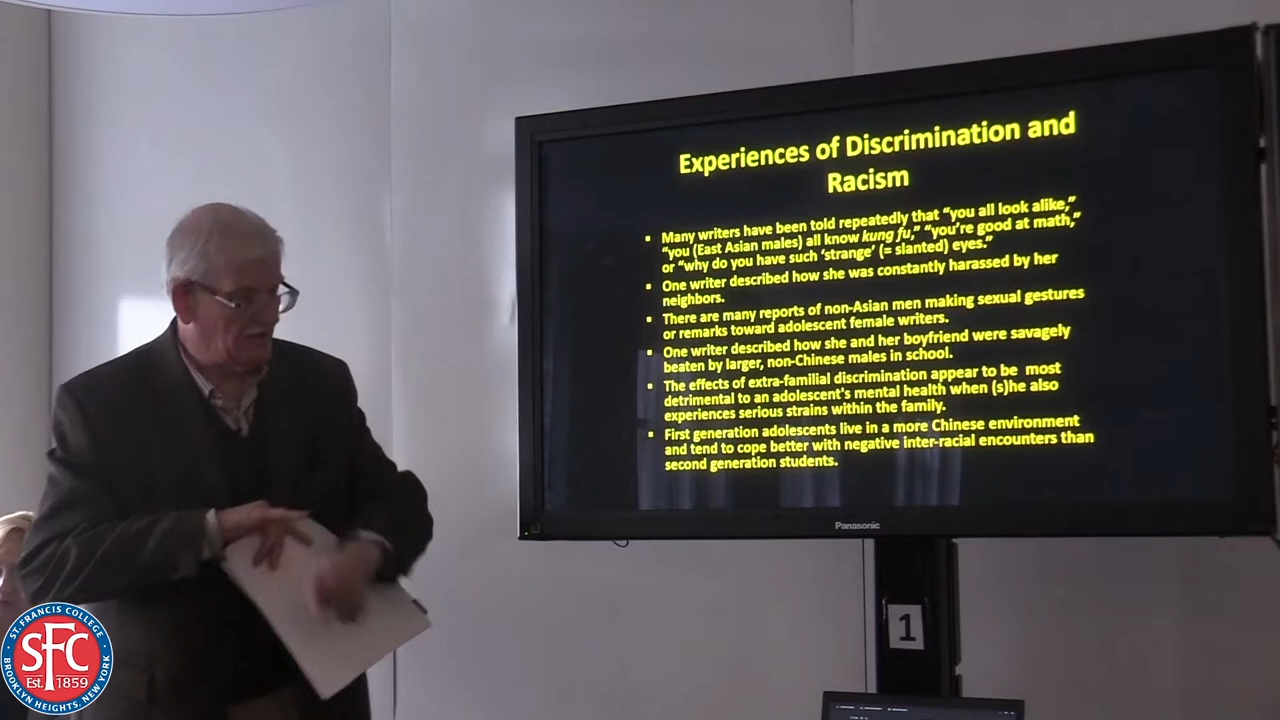 Experiences of Discrimination and
Racism
▪ Many writers have been told repeatedly that “you all look alike,”
“you (East Asian males) all know kung fu,” “you’re good at math,”
or “why do you have such ‘strange’ (= slanted) eyes.”
▪ One writer described how she was constantly harassed by her
neighbors.
▪ There are many reports of non-Asian men making sexual gestures
or remarks toward adolescent female writers.
▪ One writer described how she and her boyfriend were savagely
beaten by larger, non-Chinese males in school.
▪ The effects of extra-familial discrimination appear to be most
detrimental to an adolescent's mental health when (s)he also
experiences serious strains within the family.
▪ First generation adolescents live in a more Chinese environment
and tend to cope better with negative inter-racial encounters than
second generation students.
Panasonic
1
ST. FRANCIS COLLEGE
SFC
Est. 1859
BROOKLYN HEIGHTS, NEW YORK